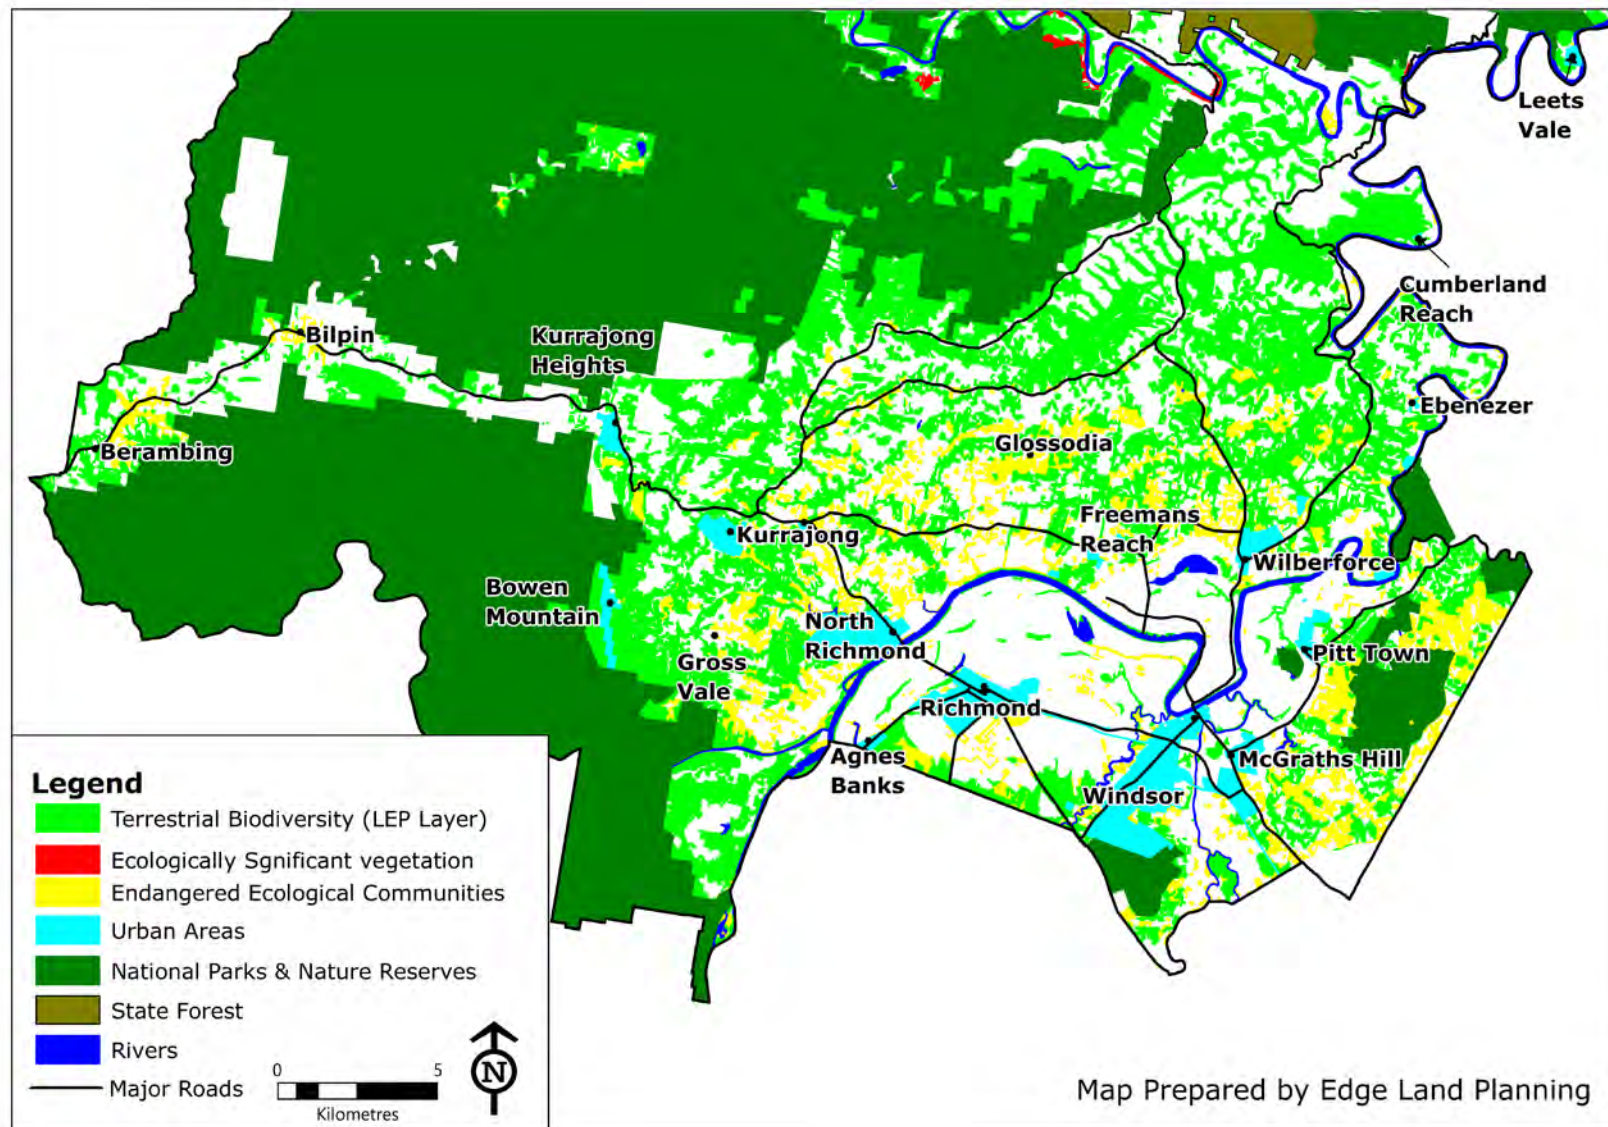 Leets
Vale
Cumberland
Reach
Bilpin
Kurrajong
Heights
Ebenezer
Berambing
Glossodia
Freemans
Reach
Kurrajong
Wilberforce
Bowen
Mountain
North
Richmond
Gross
Vale
Pitt Town
Richmond
Agnes
Banks
McGraths Hill
Windsor
Legend
Terrestrial Biodiversity (LEP Layer)
Ecologically Sgnificant vegetation
Endangered Ecological Communities
Urban Areas
National Parks & Nature Reserves
State Forest
Rivers
Major Roads
0 5
Kilometres
N
Map Prepared by Edge Land Planning